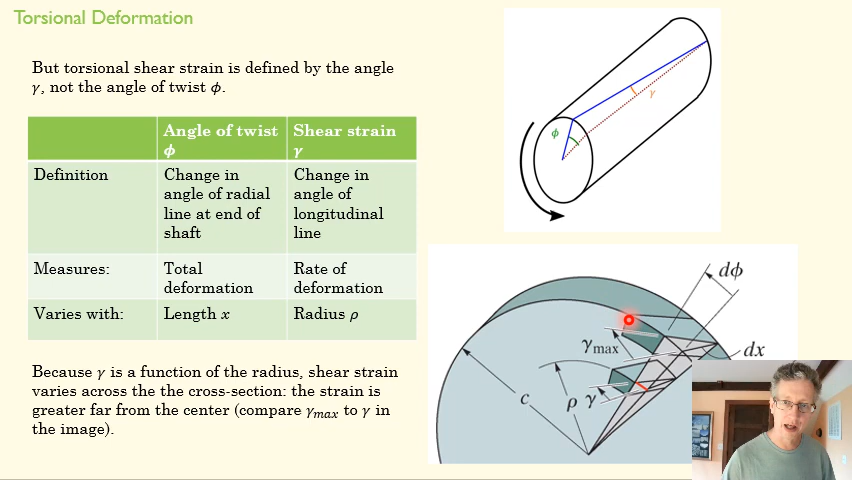 Torsional Deformation
But torsional shear strain is defined by the angle
γ, not the angle of twist ϕ.
Angle of twist
ϕ
Shear strain
γ
Definition
Change in
angle of radial
line at end of
shaft
Change in
angle of
longitudinal
line
Measures:
Total
deformation
Rate of
deformation
Varies with:
Length x
Radius ρ
Because γ is a function of the radius, shear strain
varies across the the cross-section: the strain is
greater far from the center (compare γmax to γ in
the image).
ϕ
γ
dϕ
γmax
dx
c
ρ
γ